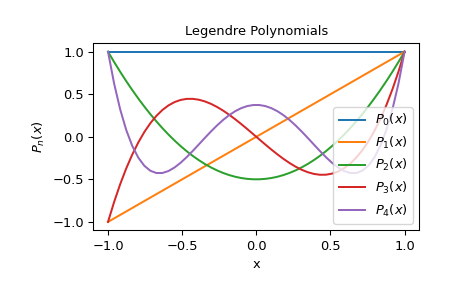 Legendre Polynomials
1.0
0.5
0.0
−0.5
−1.0
Pₙ(x)
P₀(x)
P₁(x)
P₂(x)
P₃(x)
P₄(x)
−1.0 −0.5 0.0 0.5 1.0
x